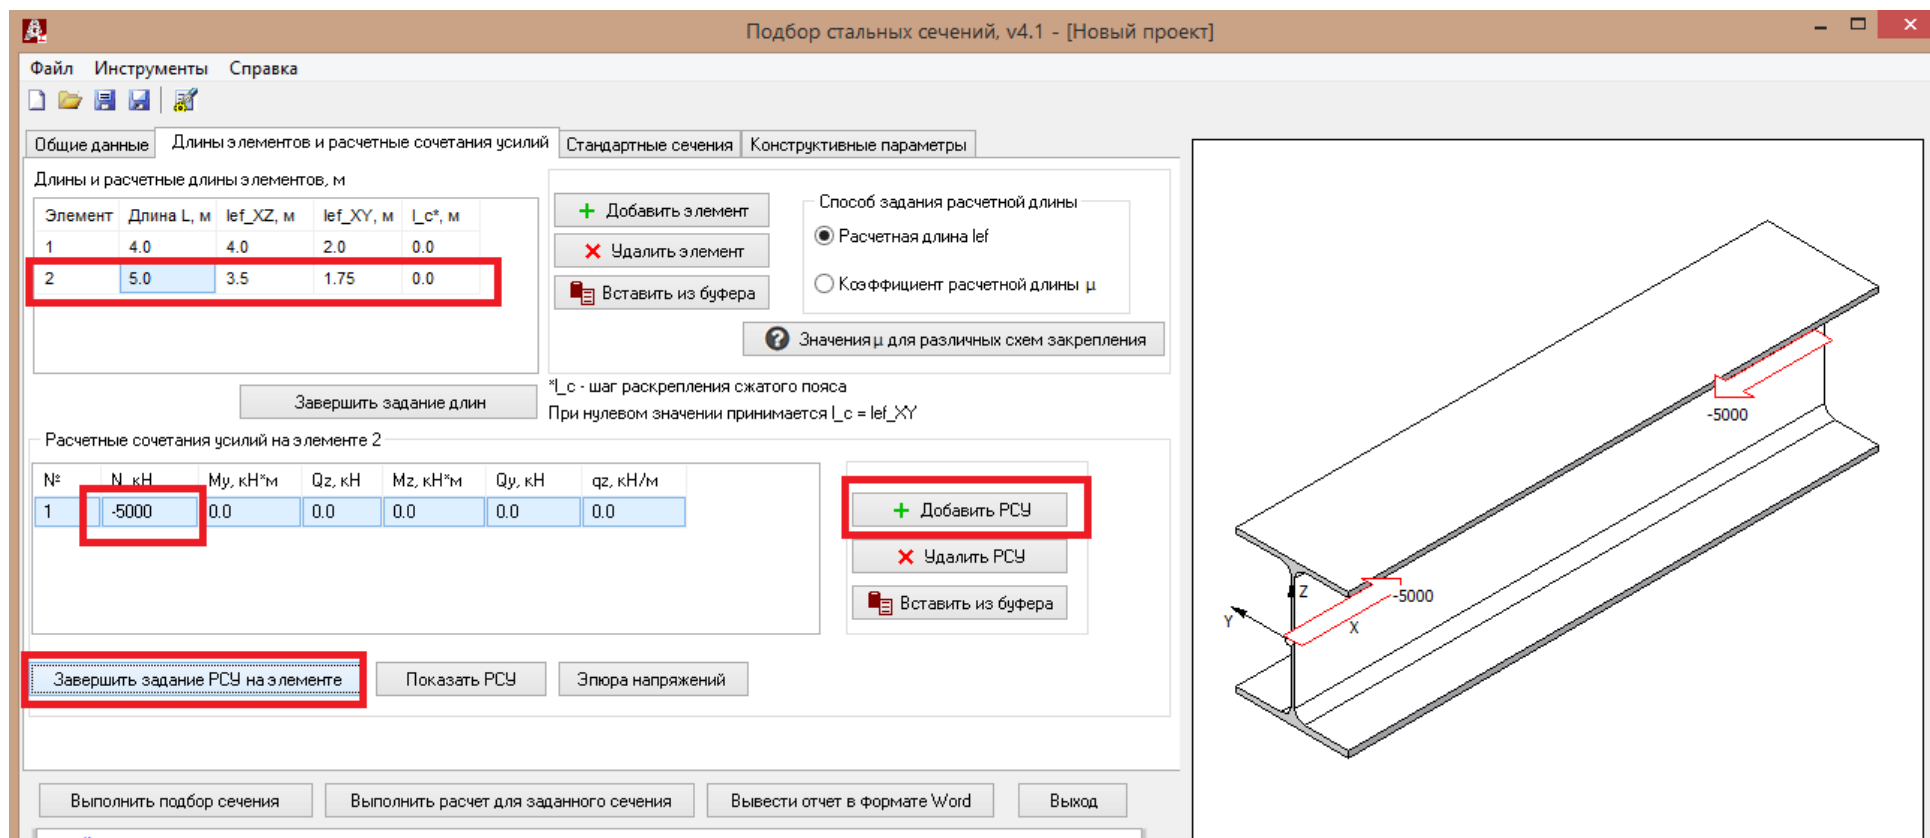 Подбор стальных сечений, v4.1 - [Новый проект]
Файл Инструменты Справка
Общие данные Длины элементов и расчетные сочетания усилий Стандартные сечения Конструктивные параметры
Длины и расчетные длины элементов, м
Элемент Длина L, м lef_XZ, м lef_XY, м l_c*, м
1 4.0 4.0 2.0 0.0
2 5.0 3.5 1.75 0.0
Добавить элемент
Удалить элемент
Вставить из буфера
Способ задания расчетной длины
Расчетная длина lef
Коэффициент расчетной длины μ
Значения μ для различных схем закрепления
Завершить задание длин
*l_c - шаг раскрепления сжатого пояса
При нулевом значении принимается l_c = lef_XY
Расчетные сочетания усилий на элементе 2
№ N, кН My, кН*м Qz, кН Mz, кН*м Qy, кН qz, кН/м
1 -5000 0.0 0.0 0.0 0.0 0.0
Добавить РСУ
Удалить РСУ
Вставить из буфера
Завершить задание РСУ на элементе Показать РСУ Эпюра напряжений
Выполнить подбор сечения Выполнить расчет для заданного сечения Вывести отчет в формате Word Выход
-5000
Z
-5000
Y
X